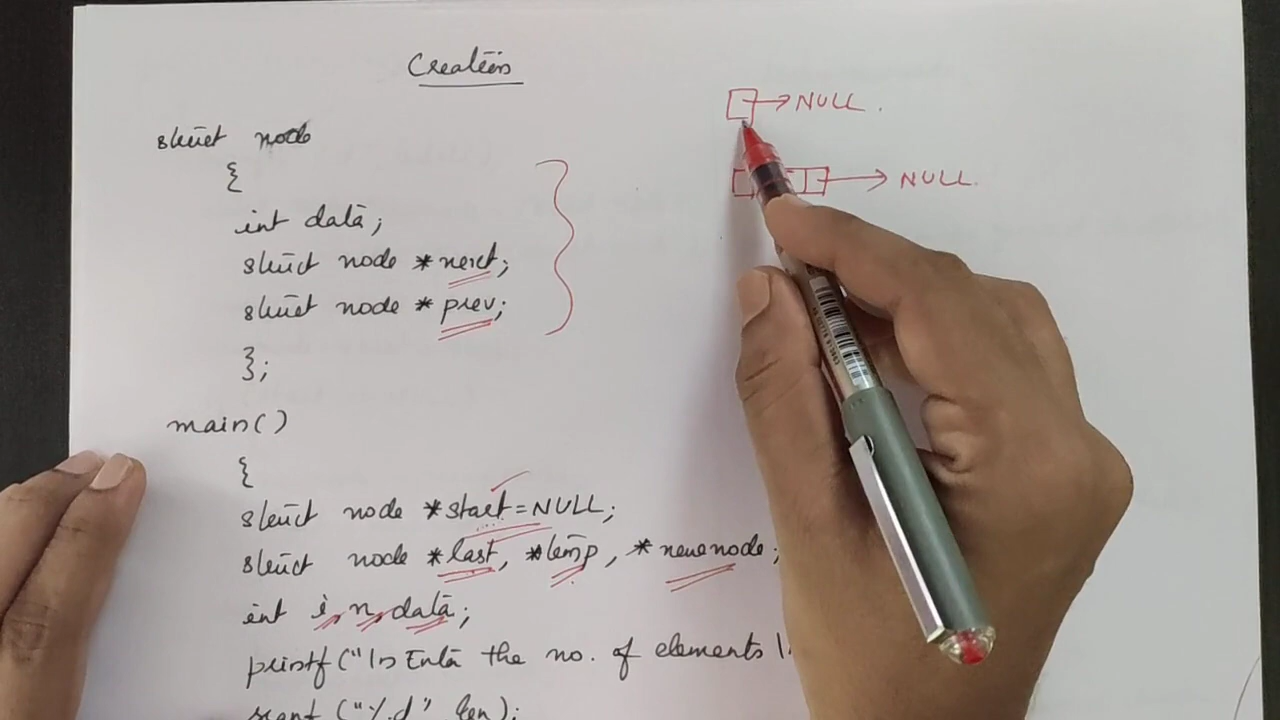 Creation
struct node
{
int data;
struct node *next;
struct node *prev;
};
main()
{
struct node *start=NULL;
struct node *last, *temp, *newnode;
int i, n, data;
printf("\n Enter the no. of elements \
scanf ("%d" &n);
→NULL.
→ NULL.